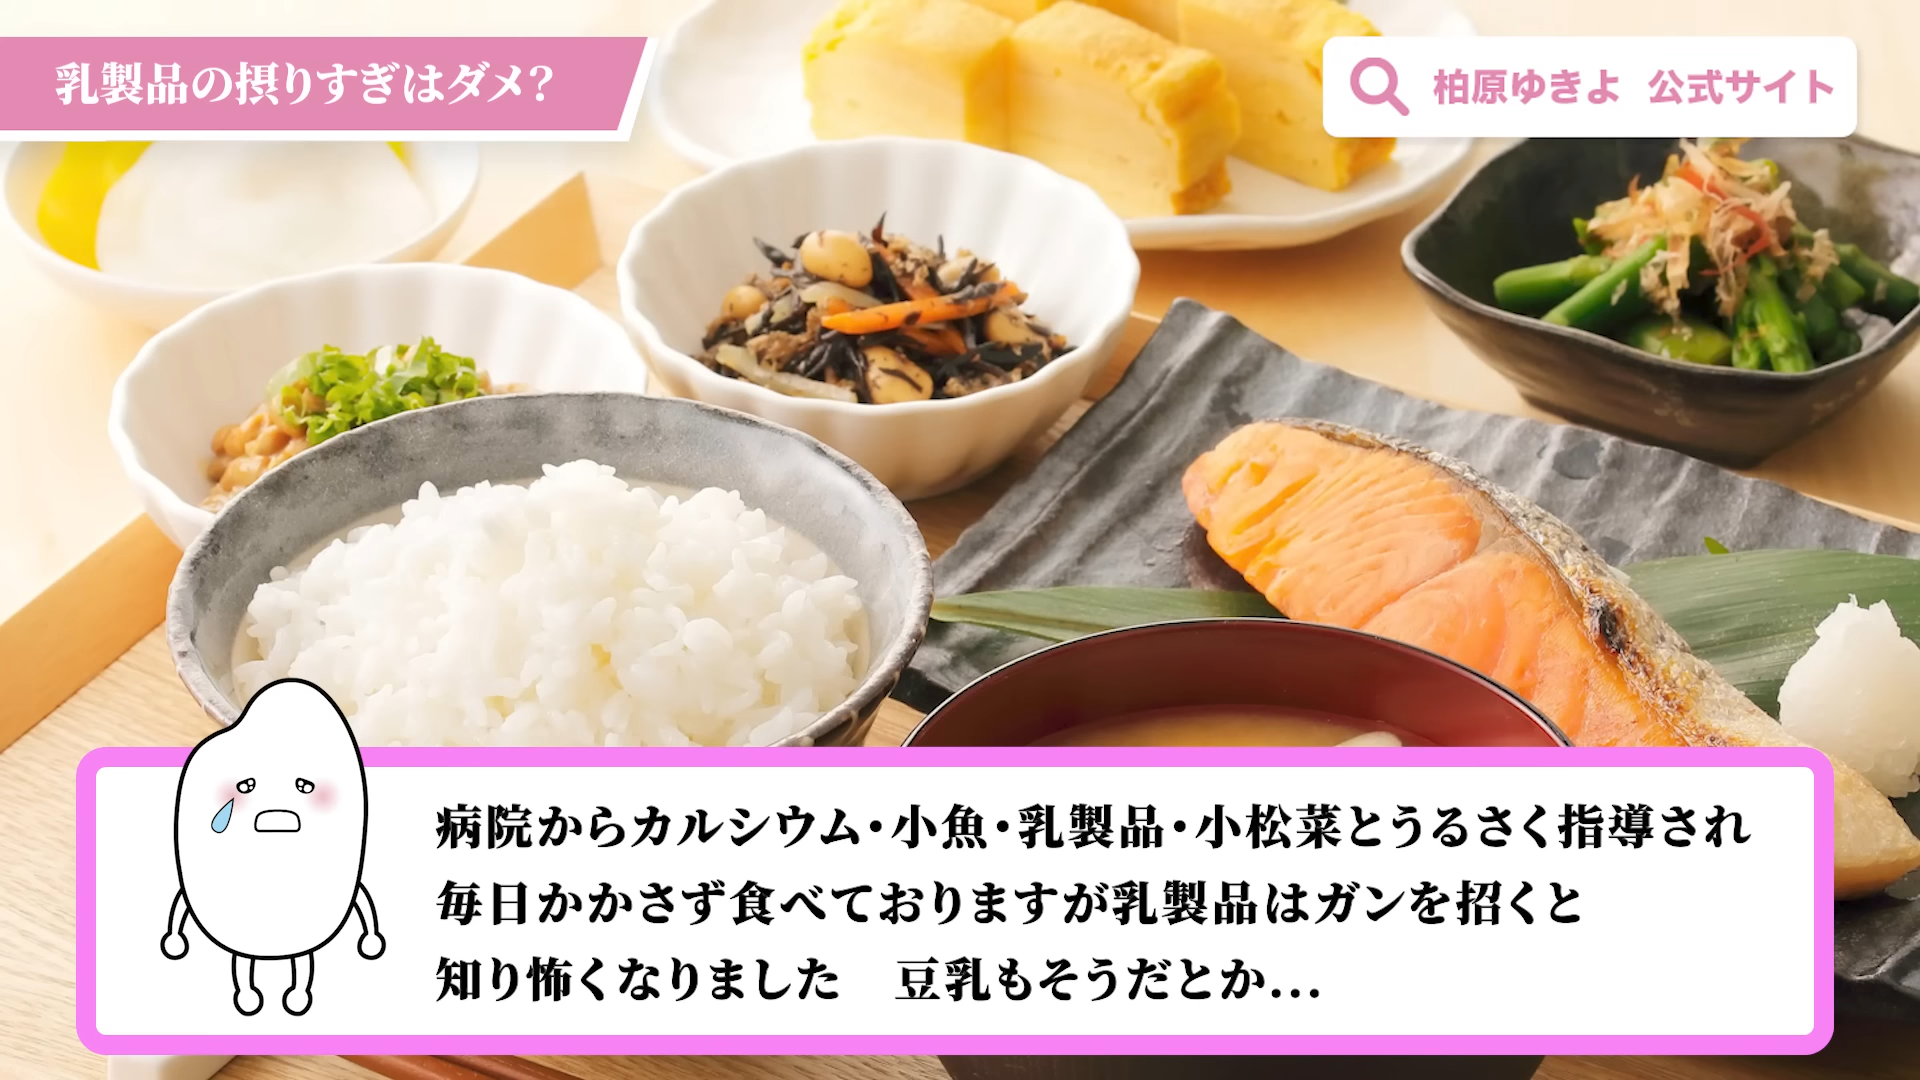 乳製品の摂りすぎはダメ？
柏原ゆきよ 公式サイト
病院からカルシウム・小魚・乳製品・小松菜とうるさく指導され
毎日かかさず食べておりますが乳製品はガンを招くと
知り怖くなりました　豆乳もそうだとか…